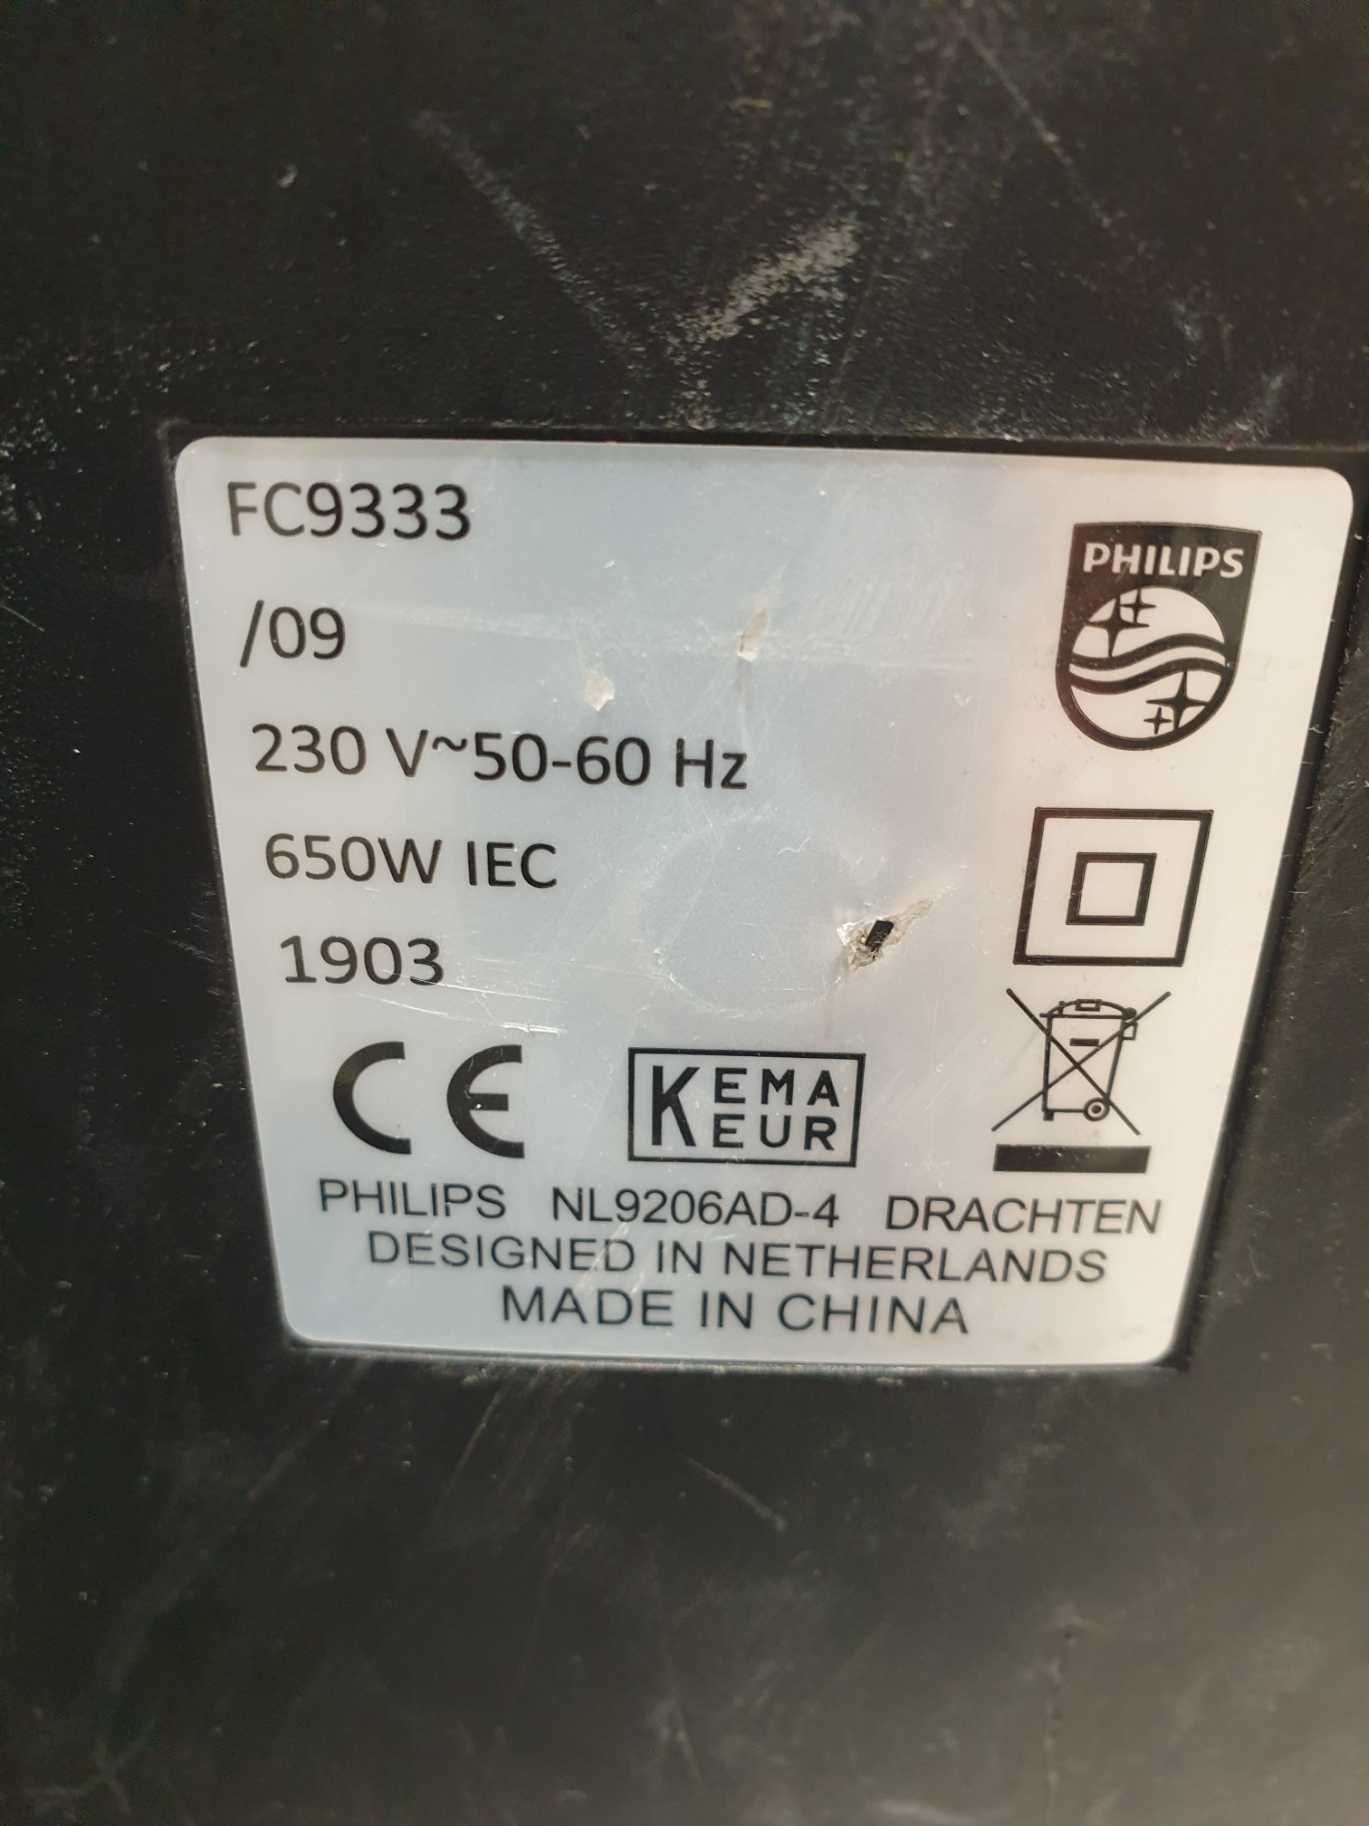 FC9333
PHILIPS
/09
230 V~50-60 Hz
650W IEC
1903
CE
KEMA
EUR
PHILIPS NL9206AD-4 DRACHTEN
DESIGNED IN NETHERLANDS
MADE IN CHINA